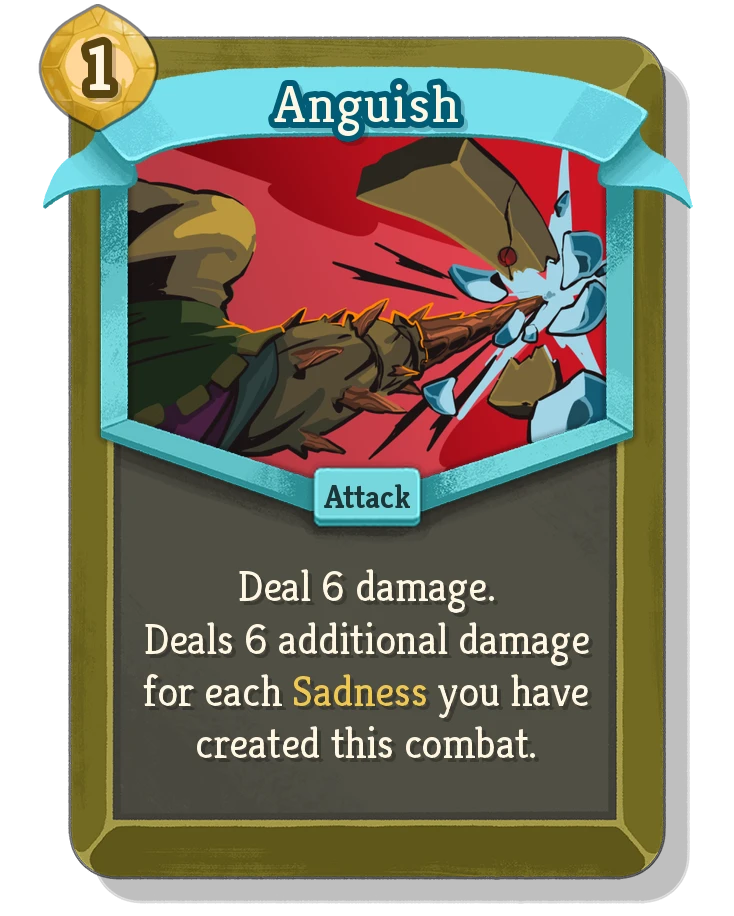 1
Anguish
Attack
Deal 6 damage.
Deals 6 additional damage
for each Sadness you have
created this combat.